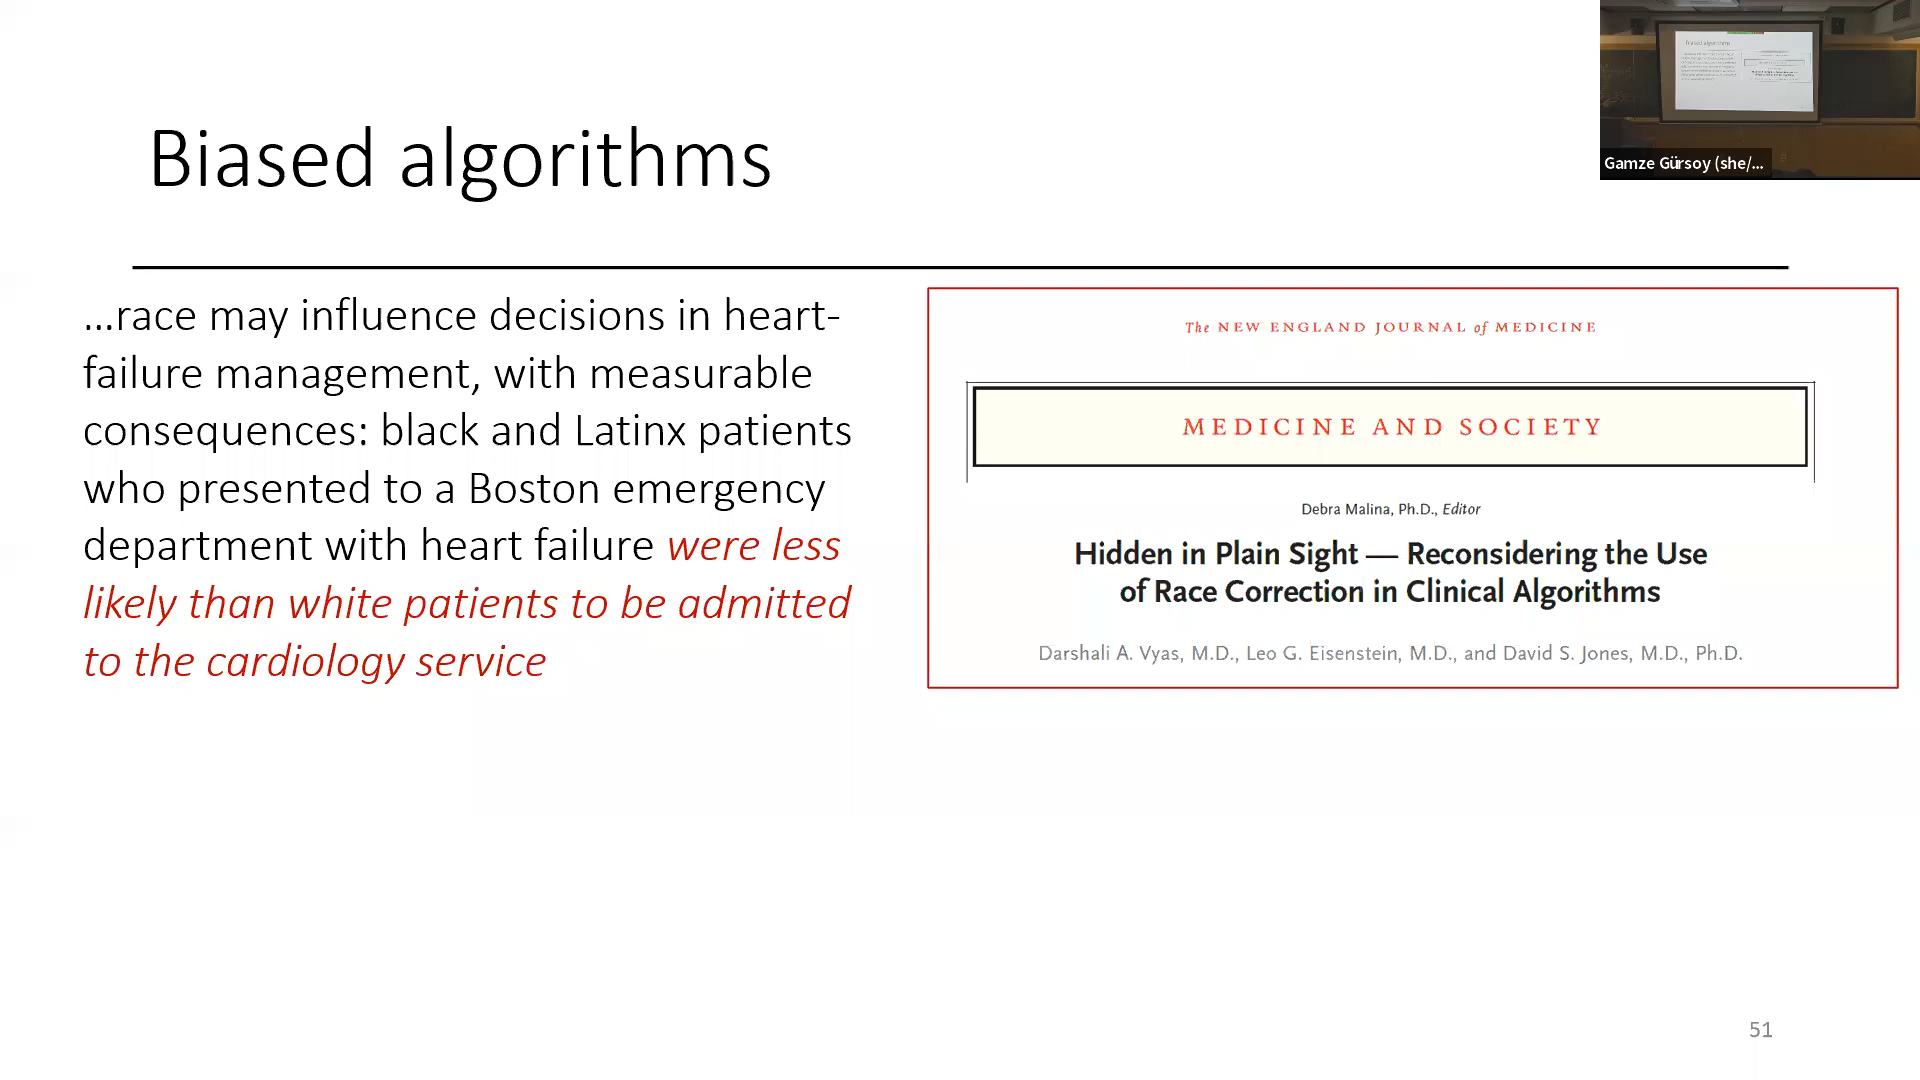 Biased algorithms
Gamze Gürsoy (she/...
...race may influence decisions in heart-
failure management, with measurable
consequences: black and Latinx patients
who presented to a Boston emergency
department with heart failure were less
likely than white patients to be admitted
to the cardiology service
The NEW ENGLAND JOURNAL of MEDICINE
MEDICINE AND SOCIETY
Debra Malina, Ph.D., Editor
Hidden in Plain Sight — Reconsidering the Use
of Race Correction in Clinical Algorithms
Darshali A. Vyas, M.D., Leo G. Eisenstein, M.D., and David S. Jones, M.D., Ph.D.
51